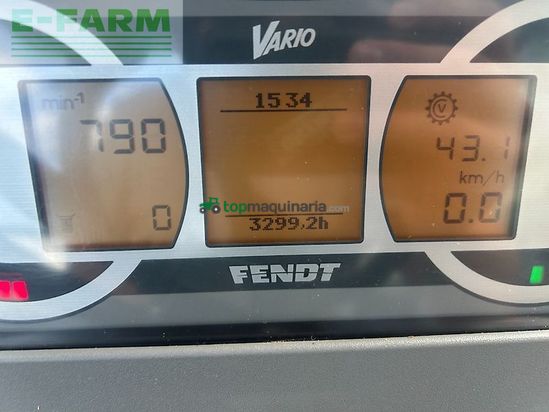 E-FARM
VARIO
min-1
790
0
1534
topmaquinaria.com
3299.2h
V
43.1
km/h
0.0
FENDT